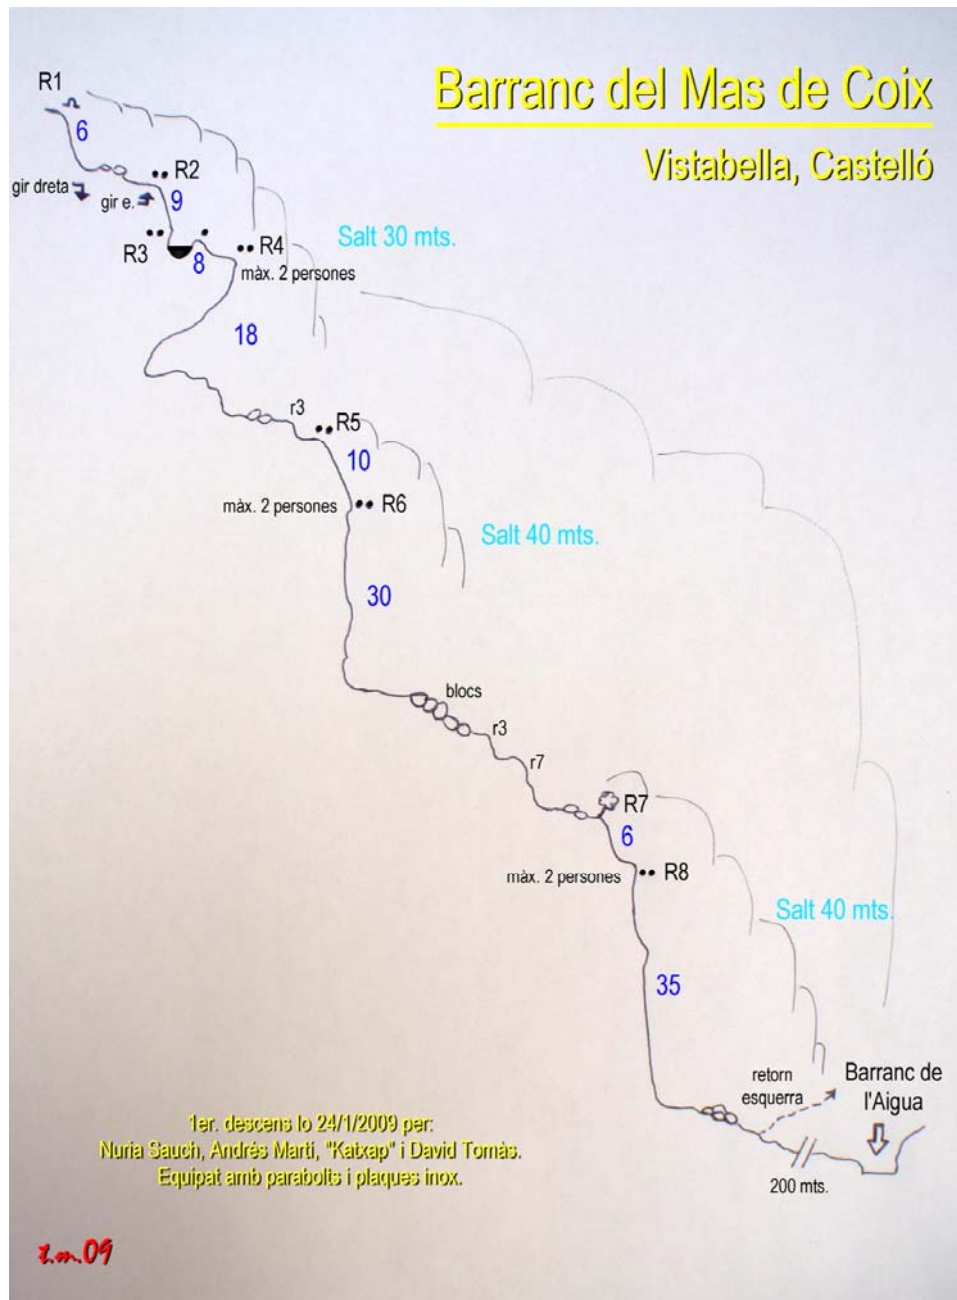 Barranc del Mas de Coix
Vistabella, Castelló
R1
6
R2
gir dreta
gir e.
9
R3
8
R4
màx. 2 persones
Salt 30 mts.
18
r3
R5
10
màx. 2 persones
R6
Salt 40 mts.
30
blocs
r3
r7
R7
6
màx. 2 persones
R8
Salt 40 mts.
35
retorn
esquerra
Barranc de
l'Aigua
200 mts.
1er. descens lo 24/1/2009 per:
Nuria Sauch, Andrés Martí, "Katxap" i David Tomàs.
Equipat amb parabolts i plaques inox.
t.m.09